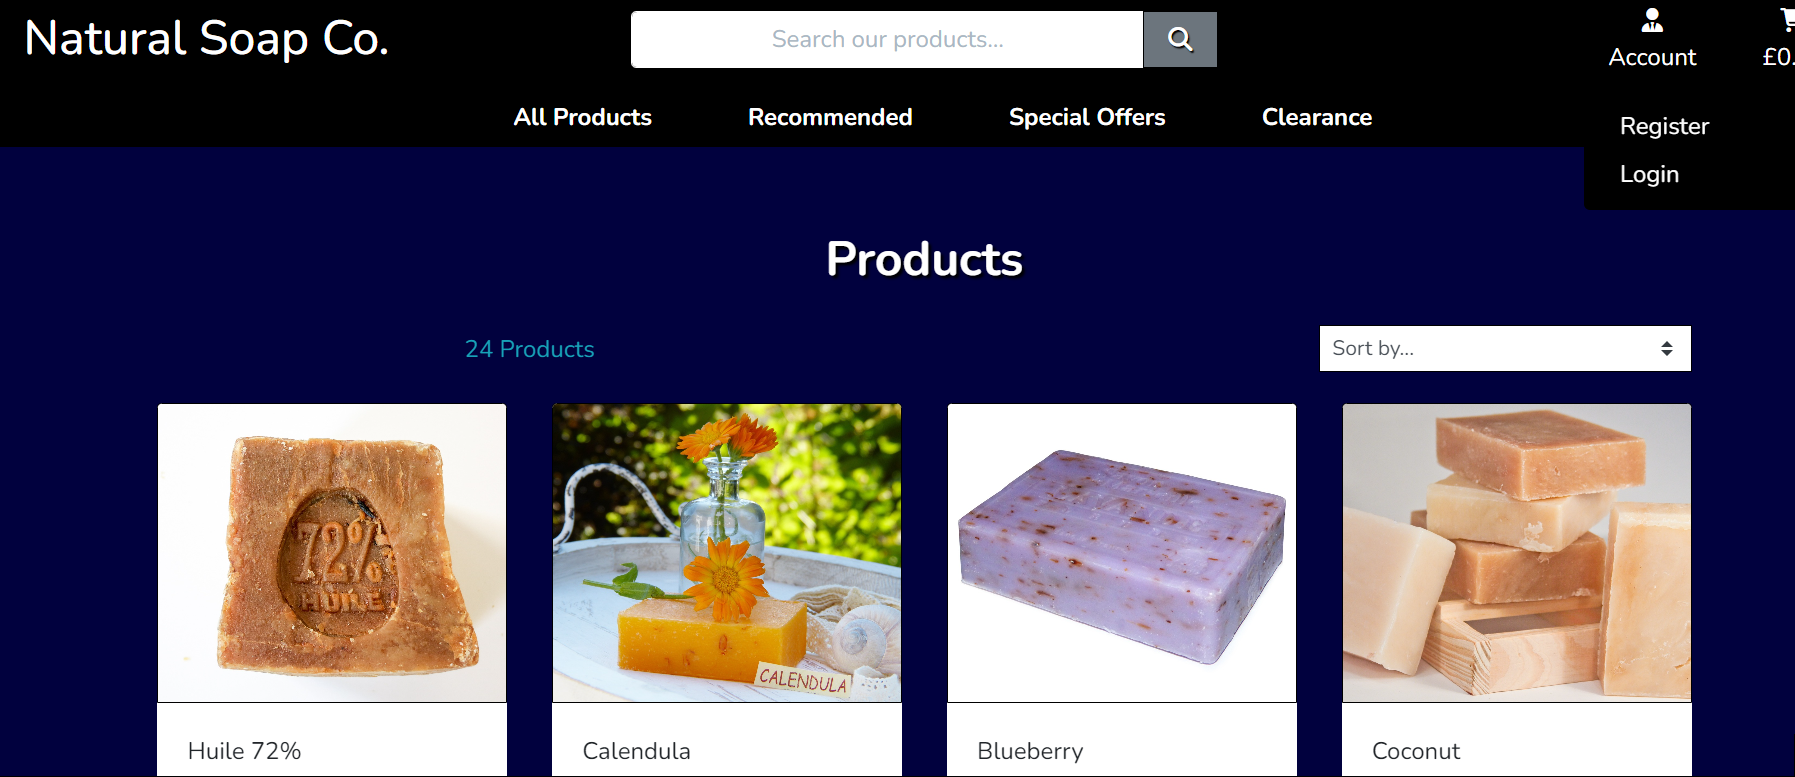 Natural Soap Co.
Search our products...
Account
£0.
All Products
Recommended
Special Offers
Clearance
Register
Login
Products
24 Products
Sort by...
72%
HUILE
CALENDULA
Huile 72%
Calendula
Blueberry
Coconut